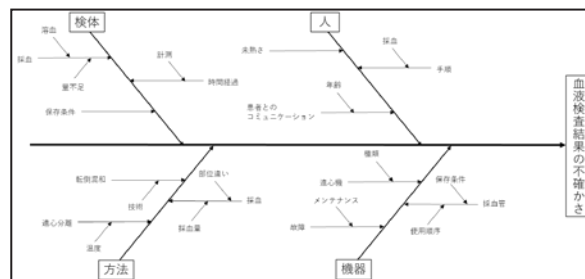 検体
人
溶血
採血
量不足
計測
時間経過
保存条件
未熟さ
採血
手順
年齢
患者との
コミュニケーション
血液検査結果の不確かさ
転倒混和
技術
部位違い
採血
採血量
遠心分離
温度
方法
種類
遠心機
メンテナンス
故障
保存条件
採血管
使用順序
機器